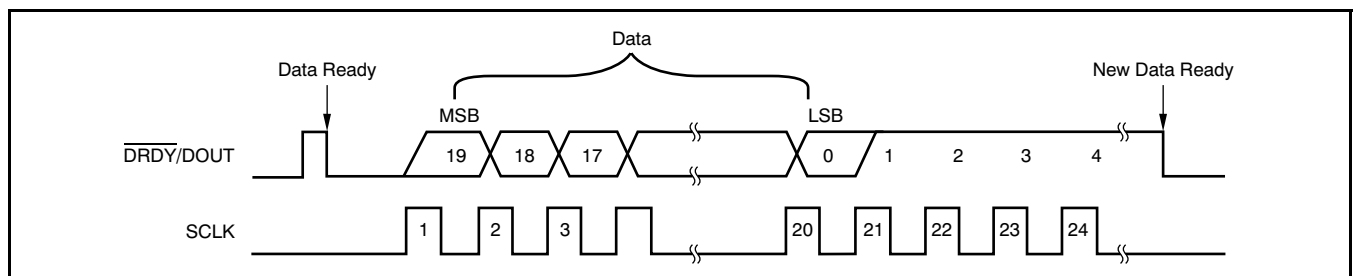 Data
Data Ready
New Data Ready
MSB
LSB
DRDY/DOUT
19 18 17 0 1 2 3 4
SCLK
1 2 3 20 21 22 23 24